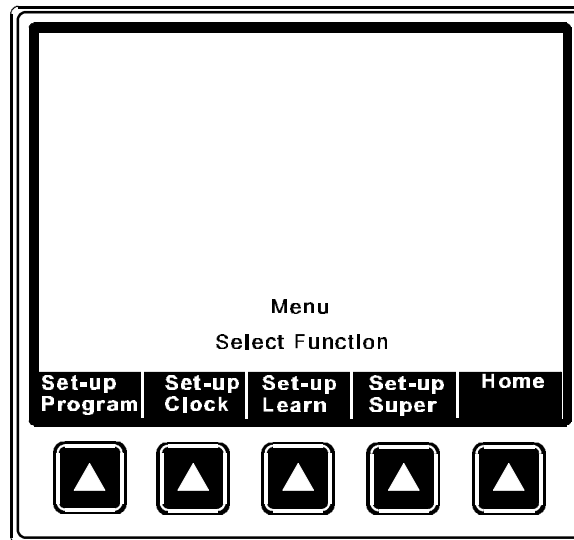 Menu
Select Function
Set-up Program
Set-up Clock
Set-up Learn
Set-up Super
Home